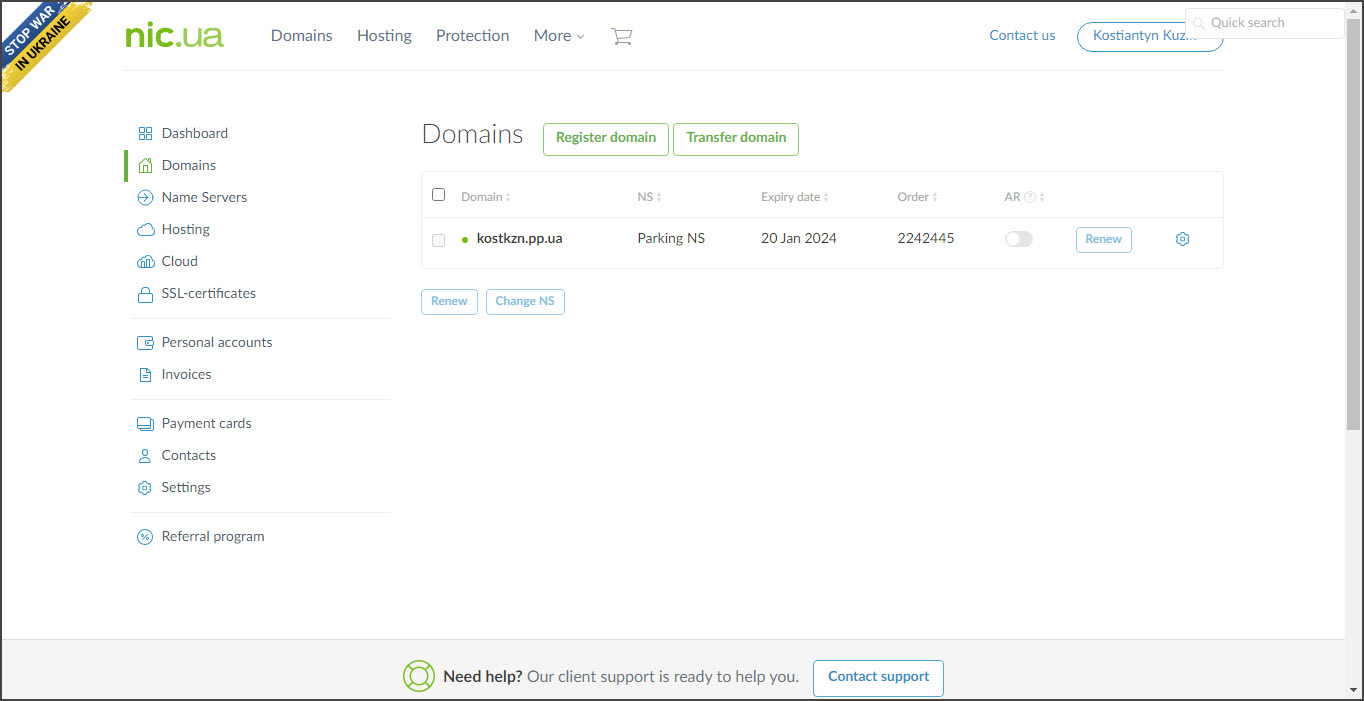 STOP WAR
IN UKRAINE
nic.ua
Domains
Hosting
Protection
More
Contact us
Kostiantyn
Quick search
Dashboard
Domains
Name Servers
Hosting
Cloud
SSL-certificates
Personal accounts
Invoices
Payment cards
Contacts
Settings
Referral program
Domains
Register domain
Transfer domain
Domain NS Expiry date Order AR ?
kostkzn.pp.ua Parking NS 20 Jan 2024 2242445 Renew
Renew Change NS
Need help? Our client support is ready to help you. Contact support